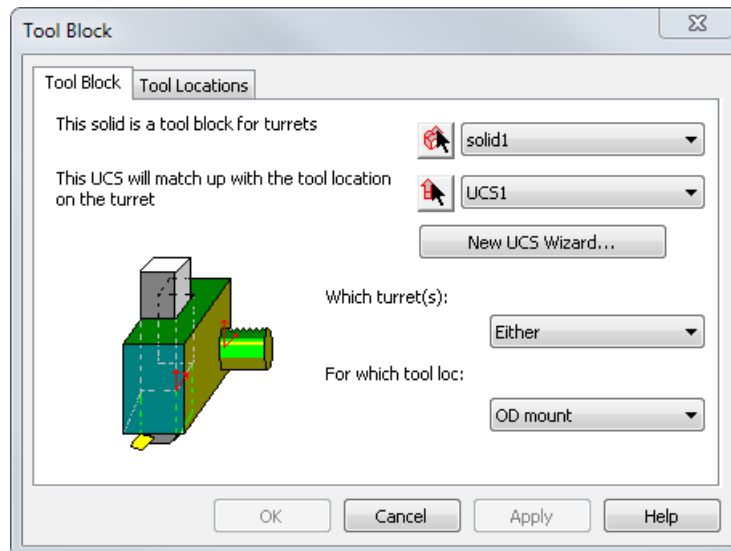 Tool Block
Tool Block
Tool Locations
This solid is a tool block for turrets
solid1
This UCS will match up with the tool location
on the turret
UCS1
New UCS Wizard...
Which turret(s):
Either
For which tool loc:
OD mount
OK
Cancel
Apply
Help